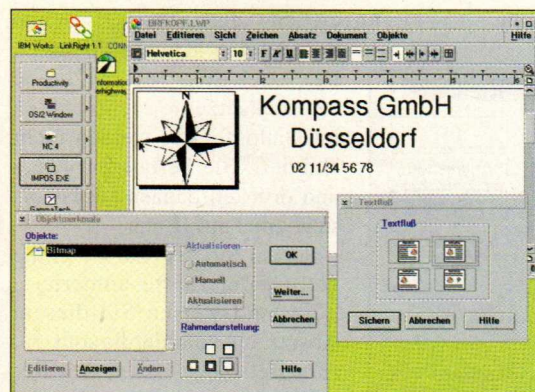 BRFKOPF.LWP
Datei Editieren Sicht Zeichen Absatz Dokument Objekte Hilfe
IBM Works LinkRight 1.1
Helvetica 10 F K U
Productivity
OS/2 Window
NC 4
IMPOS.EXE
GammaTech
N
Kompass GmbH
Düsseldorf
02 11/34 56 78
Objektmerkmale
Objekte:
Bitmap
Aktualisieren
Automatisch
Manuell
Aktualisieren
Rahmendarstellung:
OK
Weiter...
Abbrechen
Hilfe
Editieren Anzeigen Ändern
Textfluß
Textfluß
Sichern Abbrechen Hilfe